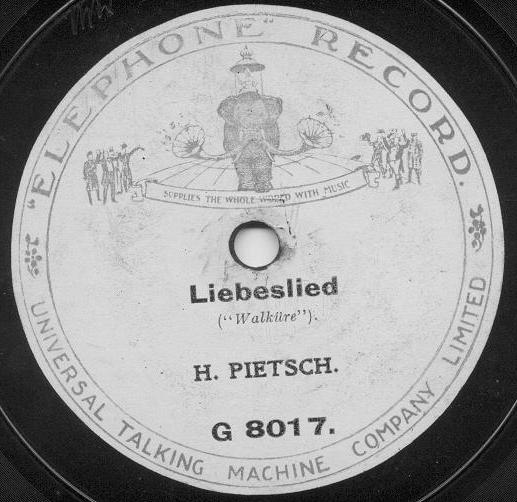 "ELEPHONE" RECORD.
SUPPLIES THE WHOLE WORLD WITH MUSIC
Liebeslied
("Walküre").
H. PIETSCH.
G 8017.
UNIVERSAL TALKING MACHINE COMPANY LIMITED